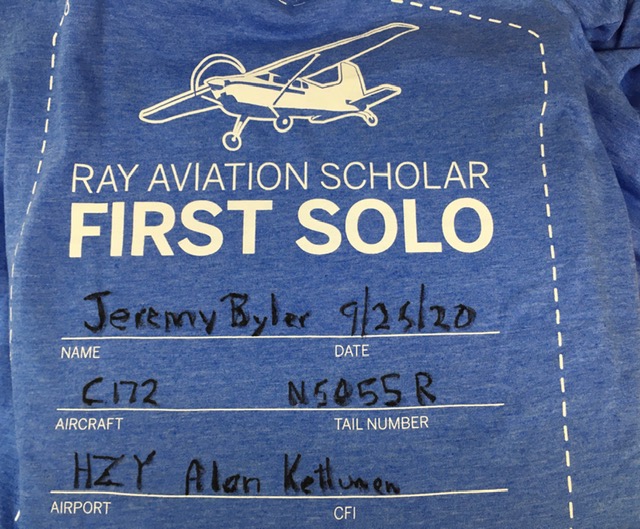 RAY AVIATION SCHOLAR
FIRST SOLO
Jeremy Byler 9/25/20
NAME DATE
C172 N5055R
AIRCRAFT TAIL NUMBER
HZY Alan
AIRPORT CFI